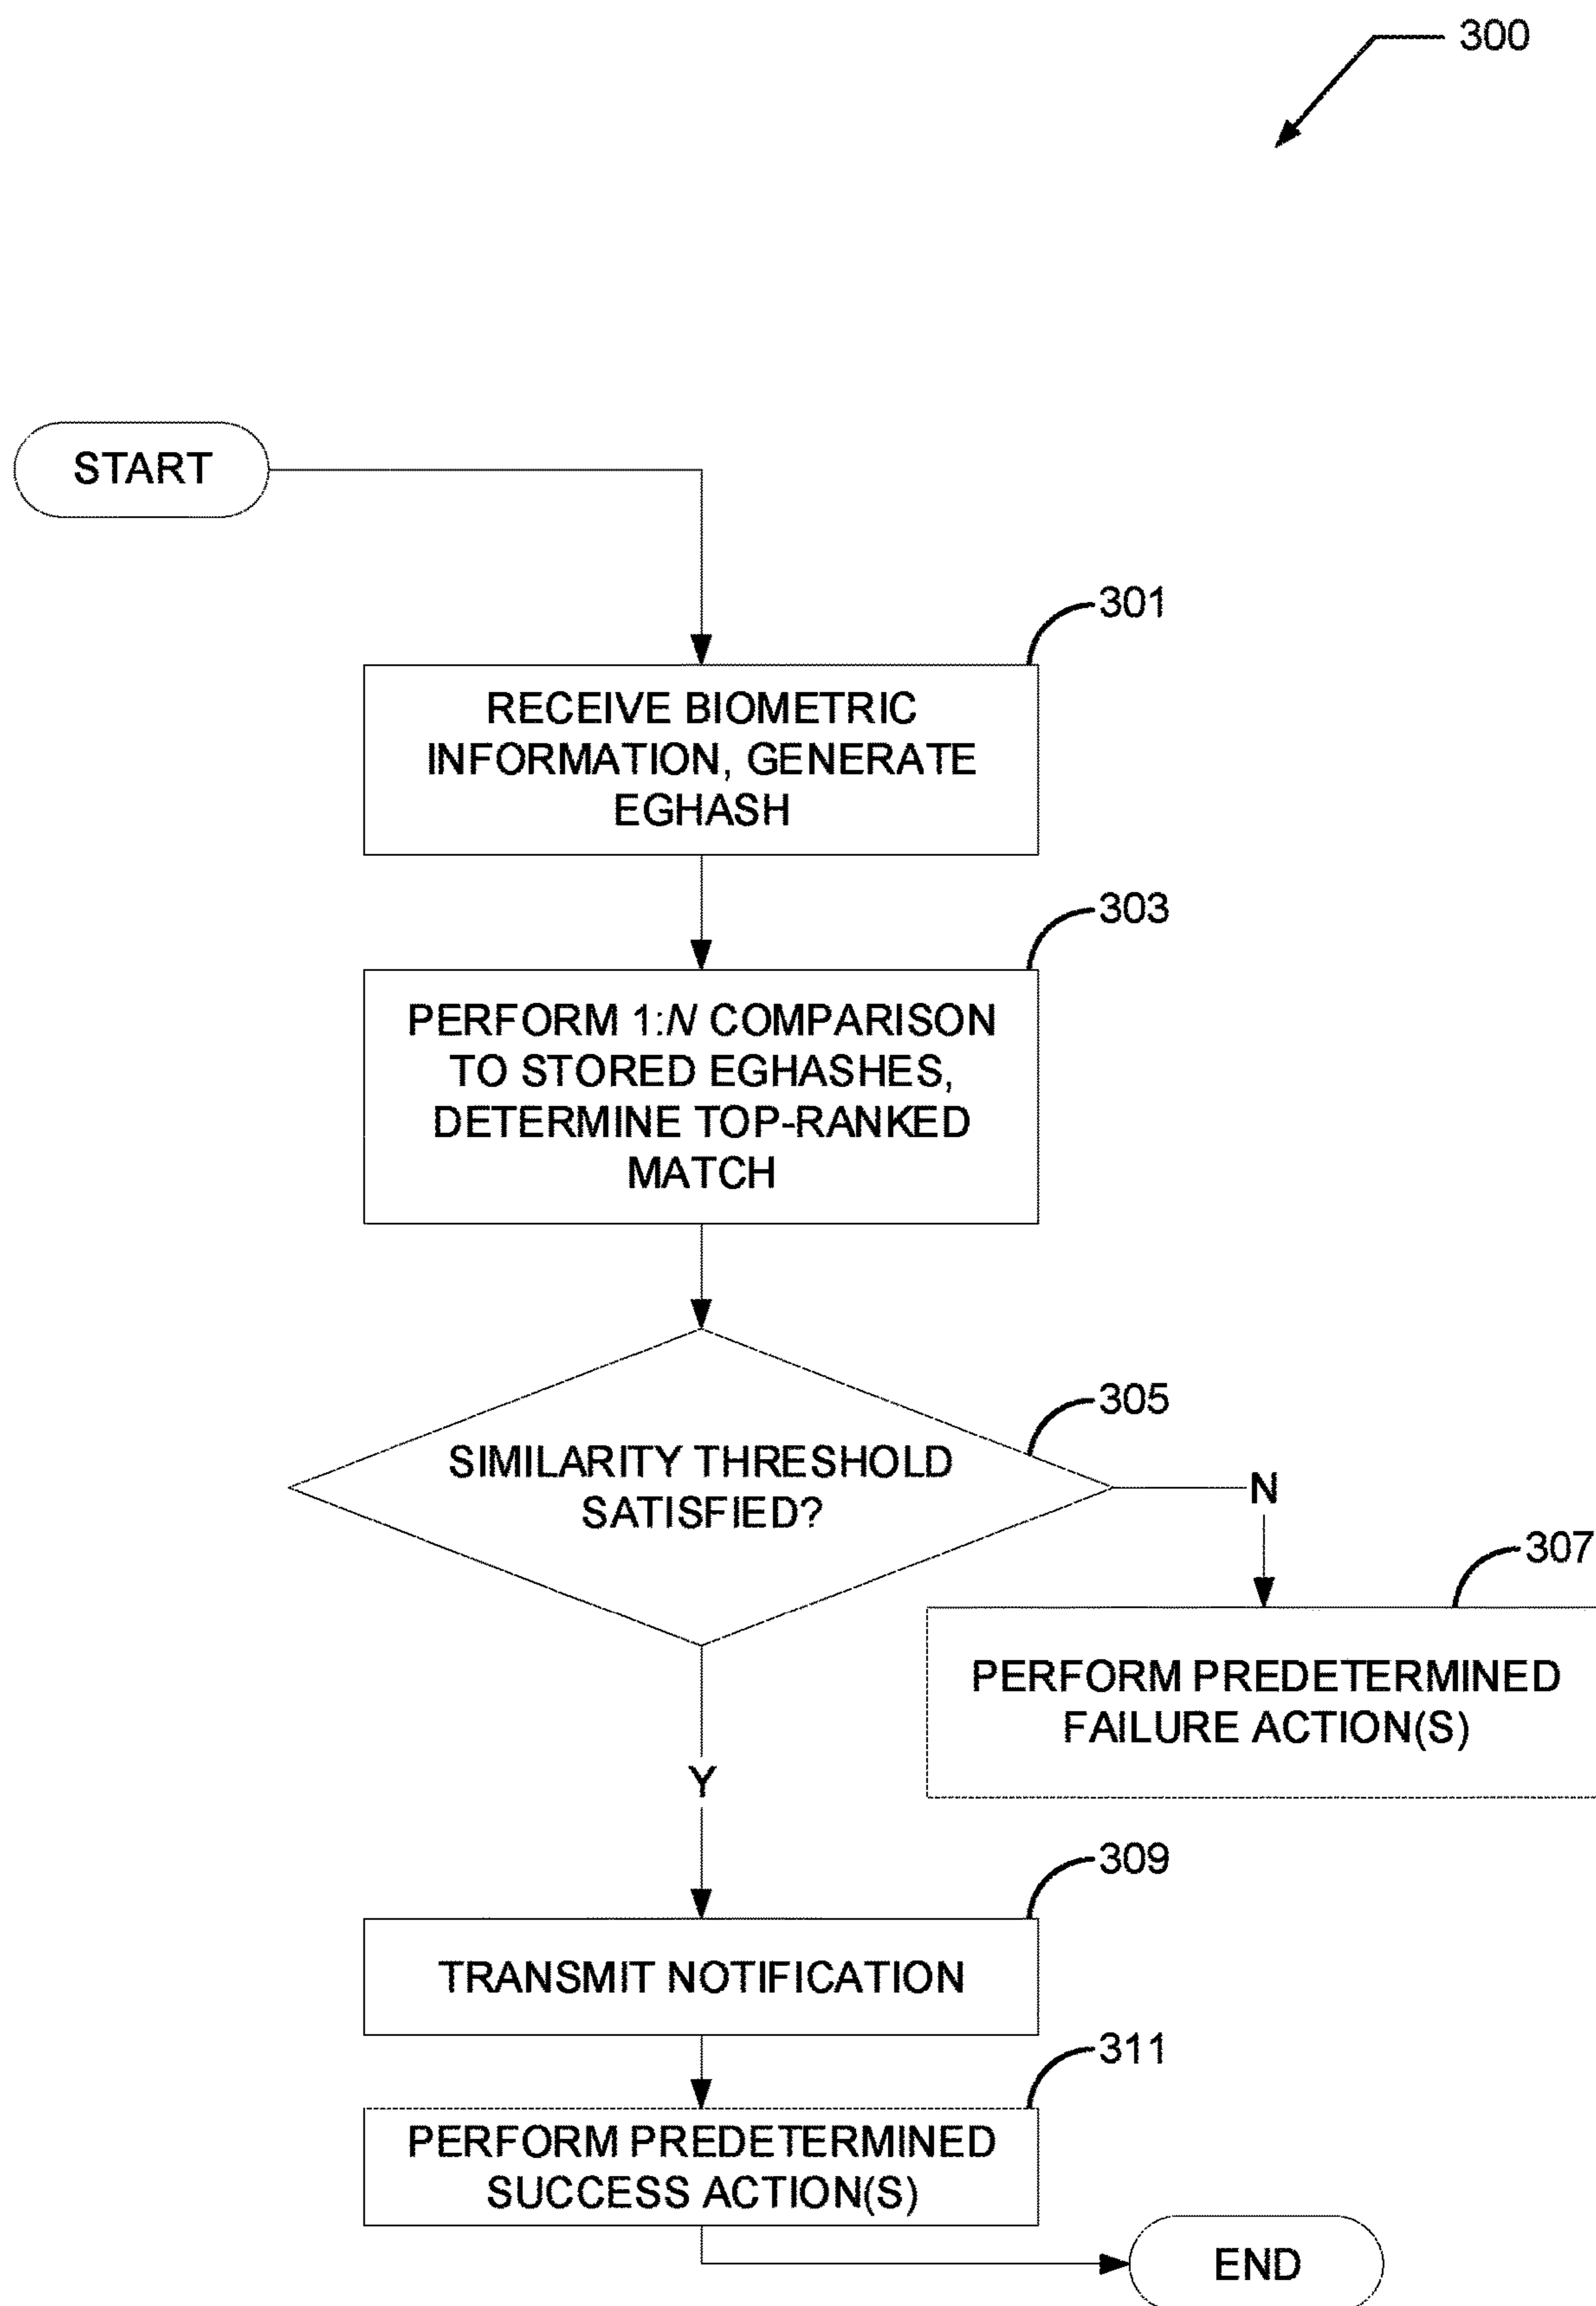 300
START
301
RECEIVE BIOMETRIC
INFORMATION, GENERATE
EGHASH
303
PERFORM 1:N COMPARISON
TO STORED EGHASHES,
DETERMINE TOP-RANKED
MATCH
305
SIMILARITY THRESHOLD
SATISFIED?
N
307
PERFORM PREDETERMINED
FAILURE ACTION(S)
Y
309
TRANSMIT NOTIFICATION
311
PERFORM PREDETERMINED
SUCCESS ACTION(S)
END